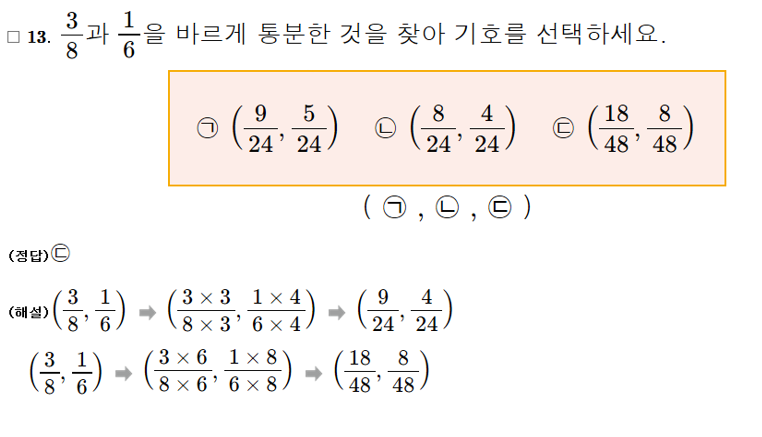 □ 13. 3/8과 1/6을 바르게 통분한 것을 찾아 기호를 선택하세요.
㉠ (9/24, 5/24) ㉡ (8/24, 4/24) ㉢ (18/48, 8/48)
( ㉠ , ㉡ , ㉢ )
(정답)㉢
(해설)(3/8, 1/6) ➡ (3×3/8×3, 1×4/6×4) ➡ (9/24, 4/24)
(3/8, 1/6) ➡ (3×6/8×6, 1×8/6×8) ➡ (18/48, 8/48)